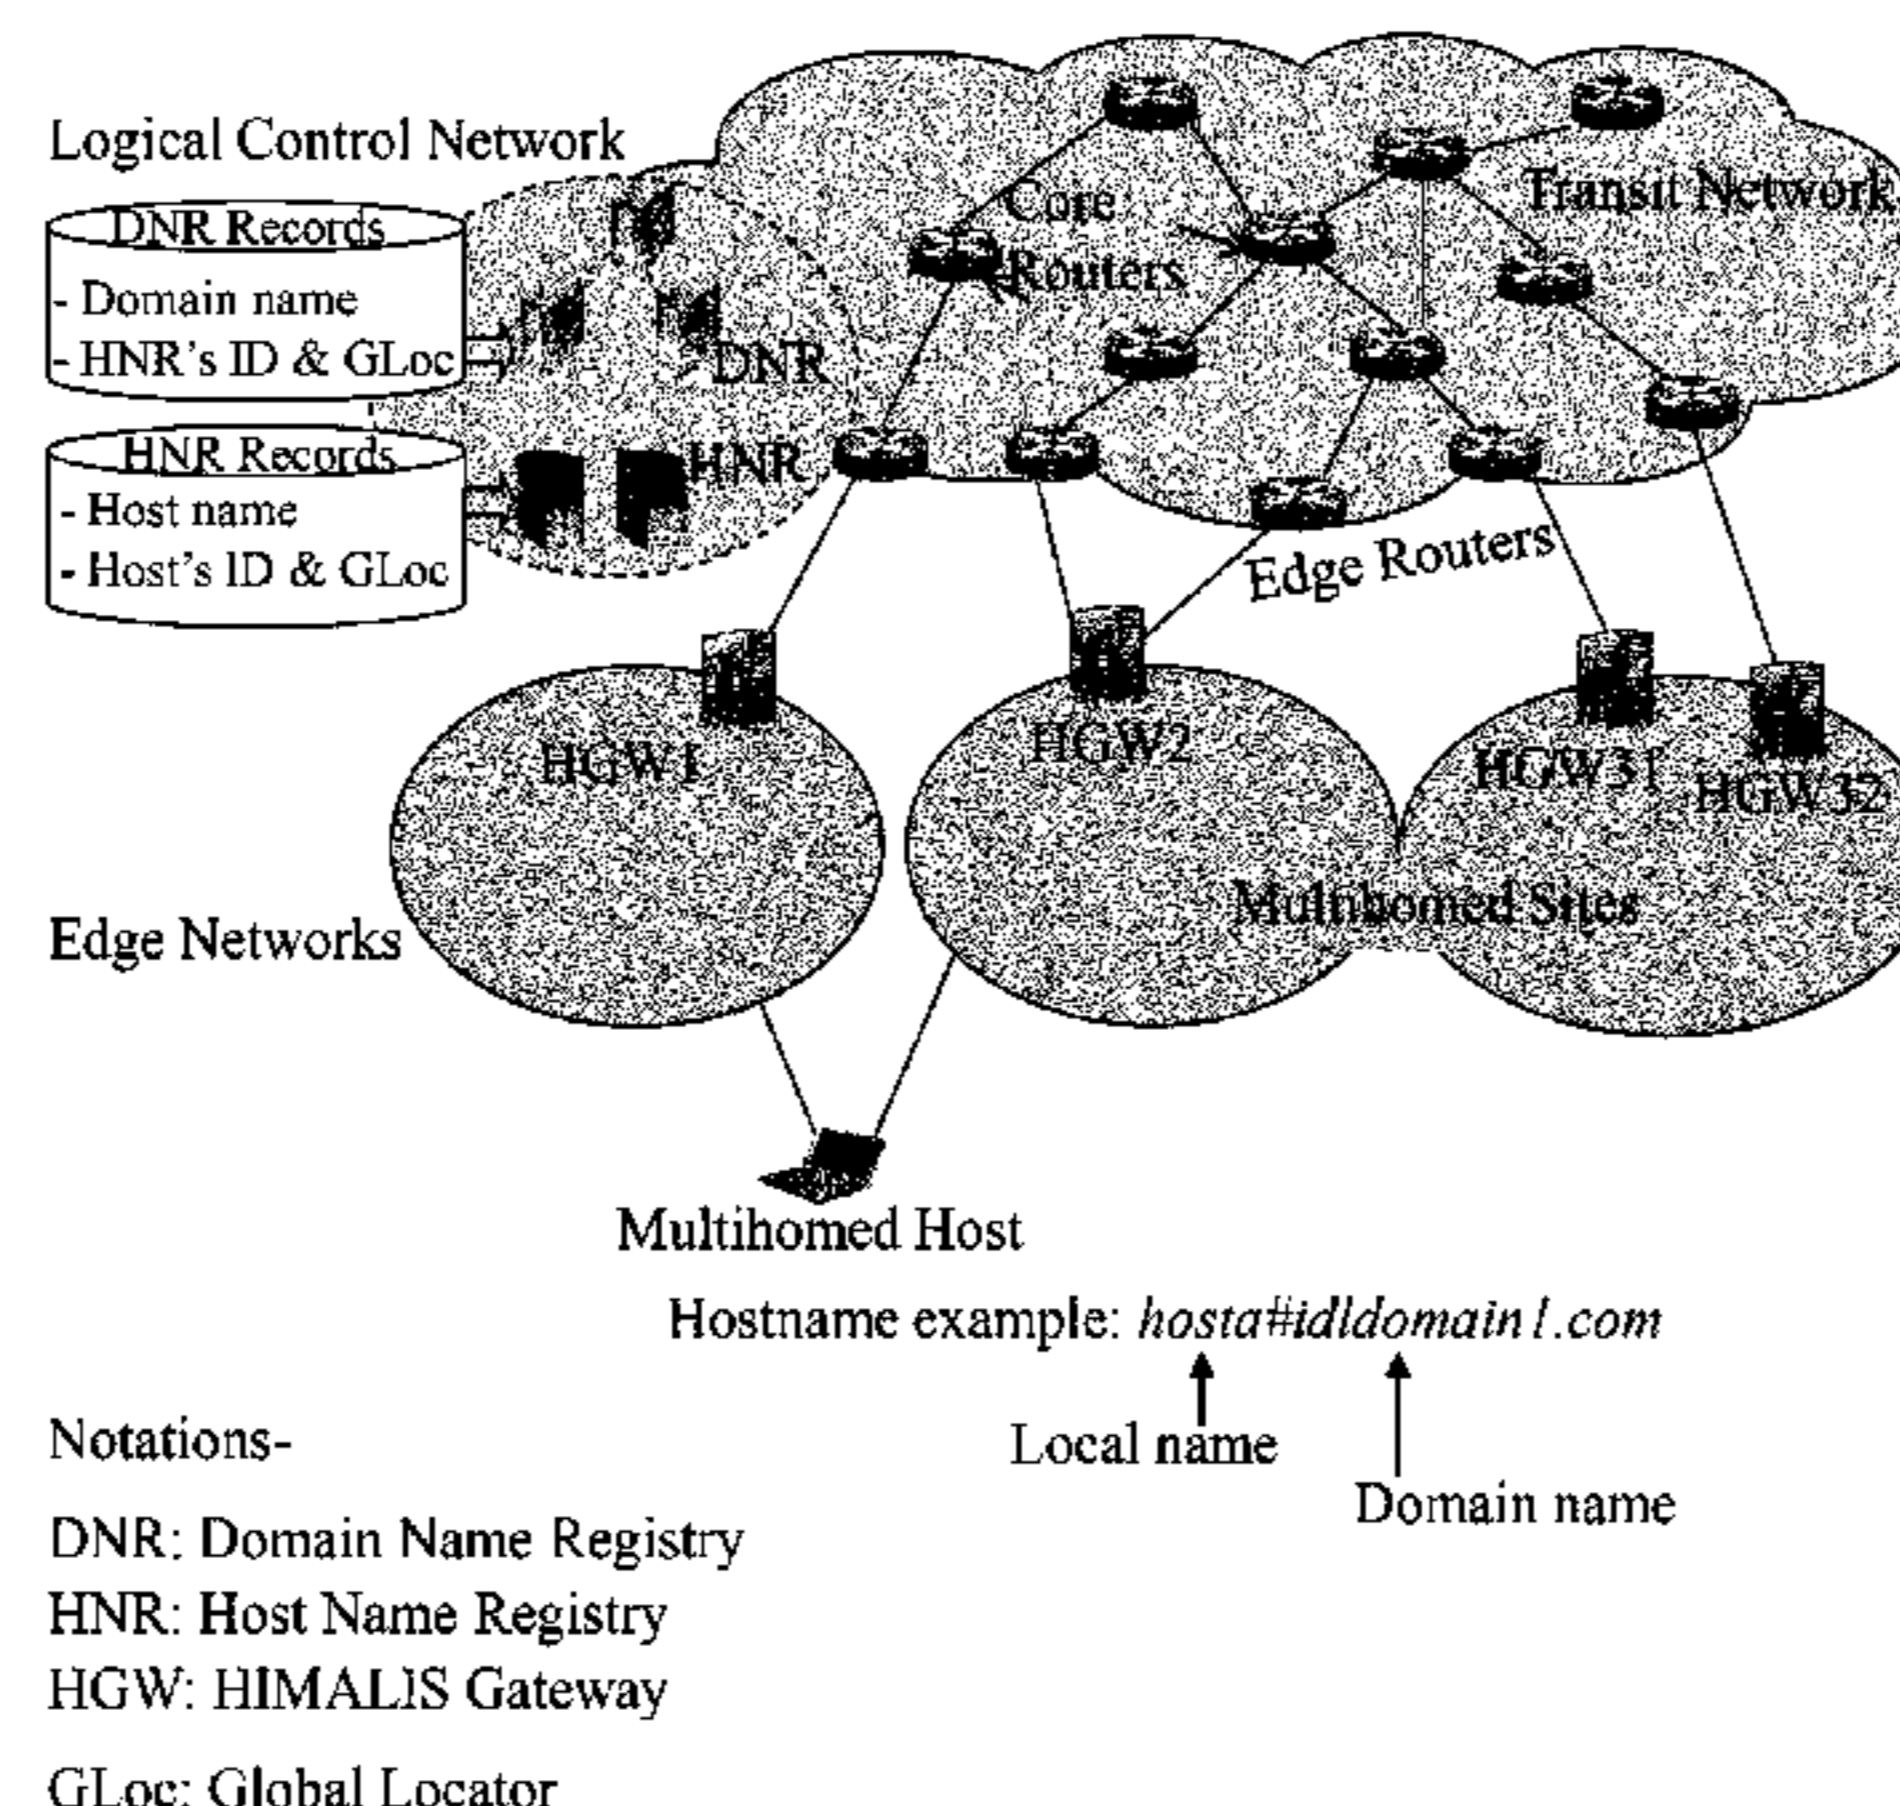 Logical Control Network
DNR Records
- Domain name
- HNR's ID & GLoc
HNR Records
- Host name
- Host's ID & GLoc
DNR
HNR
Core
Routers
Transit Network
Edge Routers
HGW1
HGW2
HGW31
HGW32
Multihomed Sites
Edge Networks
Multihomed Host
Hostname example: hosta#idldomain1.com
Local name
Domain name
Notations-
DNR: Domain Name Registry
HNR: Host Name Registry
HGW: HIMALIS Gateway
GLoc: Global Locator